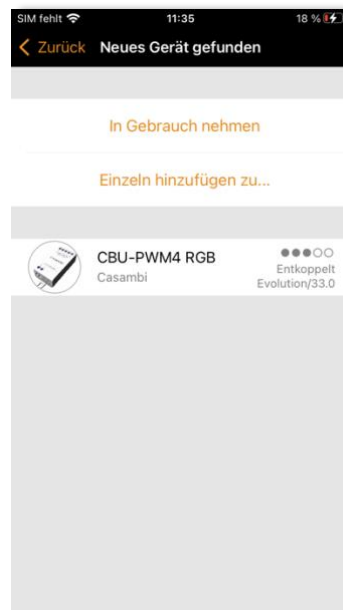 SIM fehlt 11:35 18 %
Zurück Neues Gerät gefunden
In Gebrauch nehmen
Einzeln hinzufügen zu...
CBU-PWM4 RGB
Casambi
Entkoppelt
Evolution/33.0